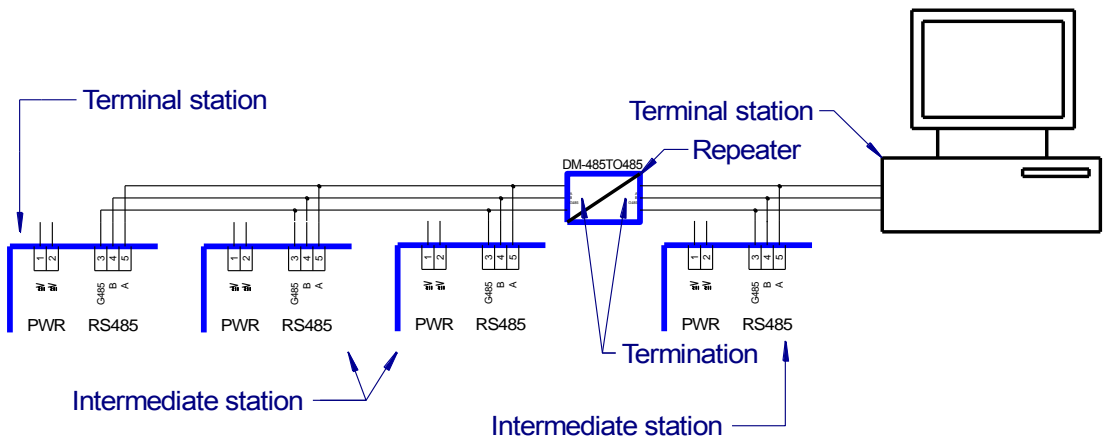 Terminal station
Terminal station
DM-485TO485
Repeater
1 2 3 4 5
G485 B A
PWR RS485
1 2 3 4 5
G485 B A
PWR RS485
1 2 3 4 5
G485 B A
PWR RS485
1 2 3 4 5
G485 B A
PWR RS485
Termination
Intermediate station
Intermediate station